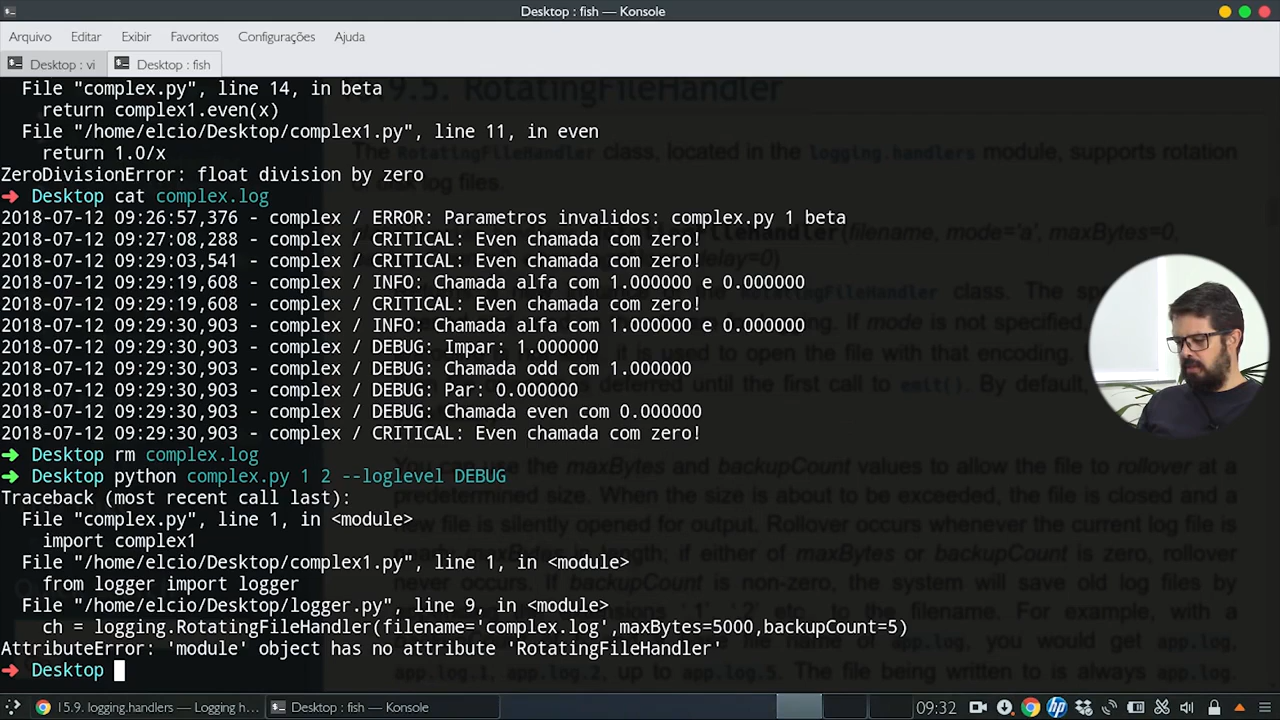 Desktop : fish — Konsole
Arquivo Editar Exibir Favoritos Configurações Ajuda
Desktop : vi Desktop : fish
File "complex.py", line 14, in beta
return complex1.even(x)
File "/home/elcio/Desktop/complex1.py", line 11, in even
return 1.0/x
ZeroDivisionError: float division by zero
➜ Desktop cat complex.log
2018-07-12 09:26:57,376 - complex / ERROR: Parametros invalidos: complex.py 1 beta
2018-07-12 09:27:08,288 - complex / CRITICAL: Even chamada com zero!
2018-07-12 09:29:03,541 - complex / CRITICAL: Even chamada com zero!
2018-07-12 09:29:19,608 - complex / INFO: Chamada alfa com 1.000000 e 0.000000
2018-07-12 09:29:19,608 - complex / CRITICAL: Even chamada com zero!
2018-07-12 09:29:30,903 - complex / INFO: Chamada alfa com 1.000000 e 0.000000
2018-07-12 09:29:30,903 - complex / DEBUG: Impar: 1.000000
2018-07-12 09:29:30,903 - complex / DEBUG: Chamada odd com 1.000000
2018-07-12 09:29:30,903 - complex / DEBUG: Par: 0.000000
2018-07-12 09:29:30,903 - complex / DEBUG: Chamada even com 0.000000
2018-07-12 09:29:30,903 - complex / CRITICAL: Even chamada com zero!
➜ Desktop rm complex.log
➜ Desktop python complex.py 1 2 --loglevel DEBUG
Traceback (most recent call last):
File "complex.py", line 1, in <module>
import complex1
File "/home/elcio/Desktop/complex1.py", line 1, in <module>
from logger import logger
File "/home/elcio/Desktop/logger.py", line 9, in <module>
ch = logging.RotatingFileHandler(filename='complex.log',maxBytes=5000,backupCount=5)
AttributeError: 'module' object has no attribute 'RotatingFileHandler'
➜ Desktop
15.9. logging.handlers — Logging h... Desktop : fish — Konsole 09:32